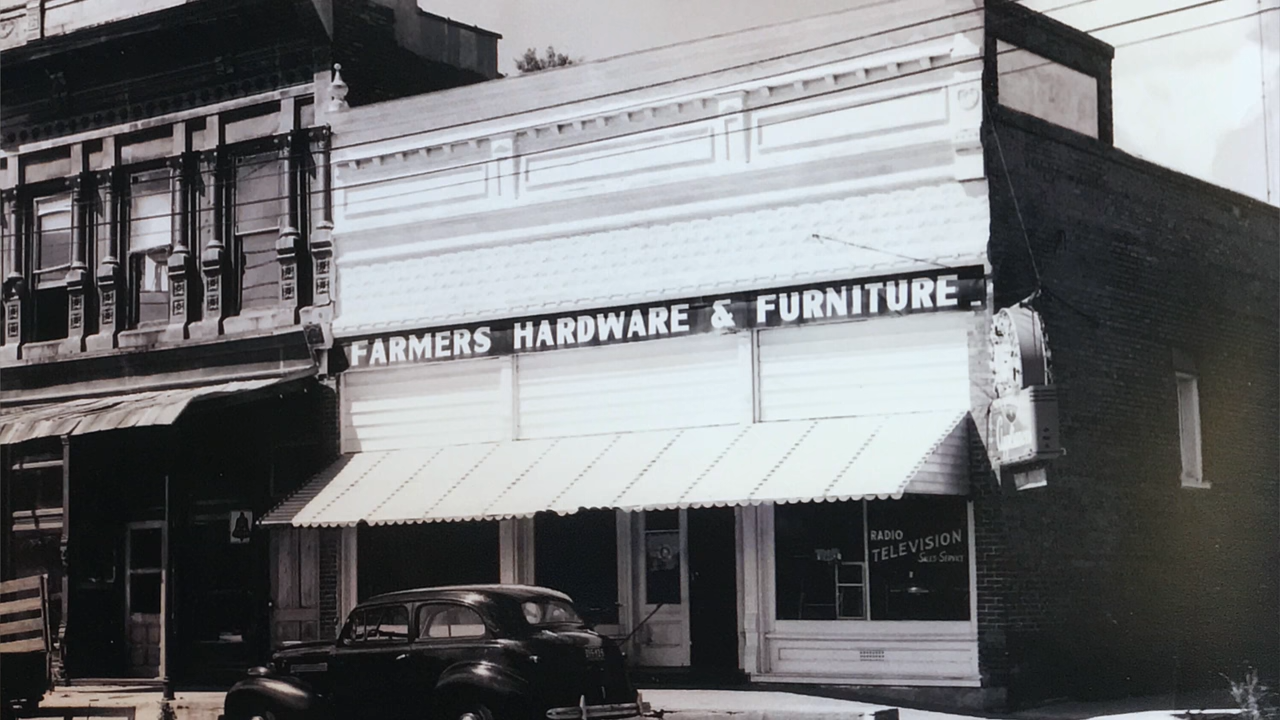 FARMERS HARDWARE & FURNITURE
RADIO
TELEVISION
SALES-SERVICE